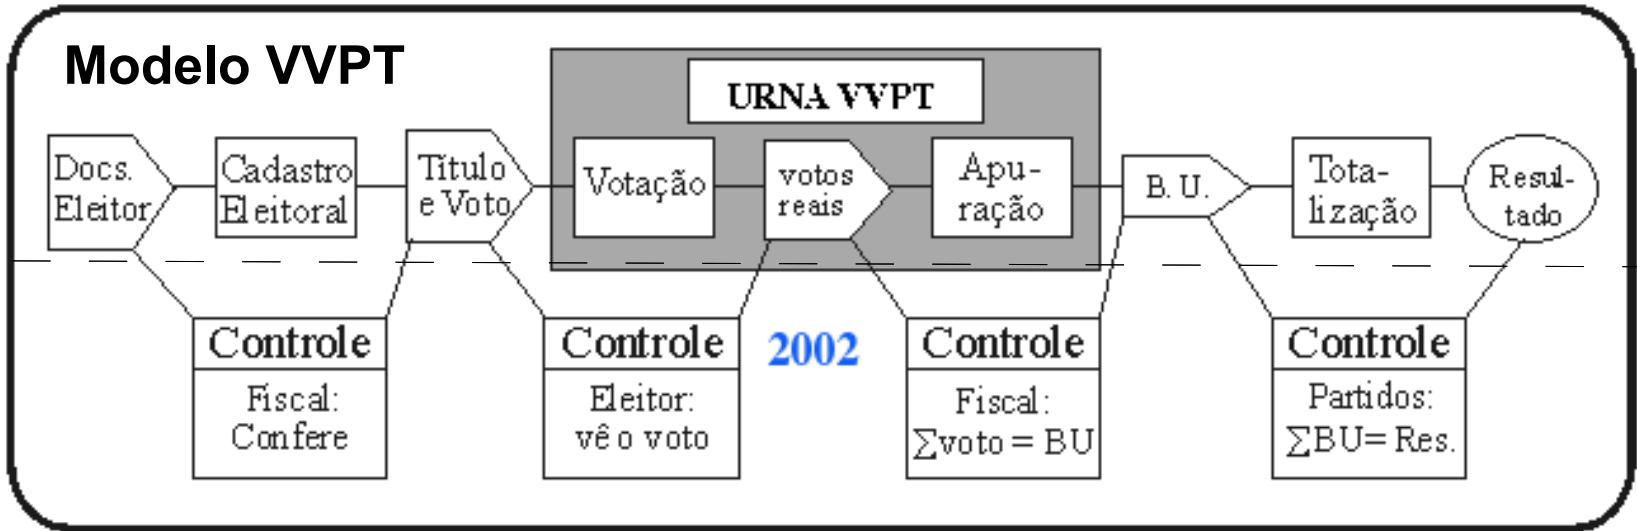 Modelo VVPT
URNA VVPT
Docs.
Eleitor
Cadastro
Eleitoral
Título
e Voto
Votação
votos
reais
Apu-
ração
B. U.
Tota-
lização
Resul-
tado
Controle
Fiscal:
Confere
Controle
Eleitor:
vê o voto
2002
Controle
Fiscal:
∑voto = BU
Controle
Partidos:
∑BU= Res.